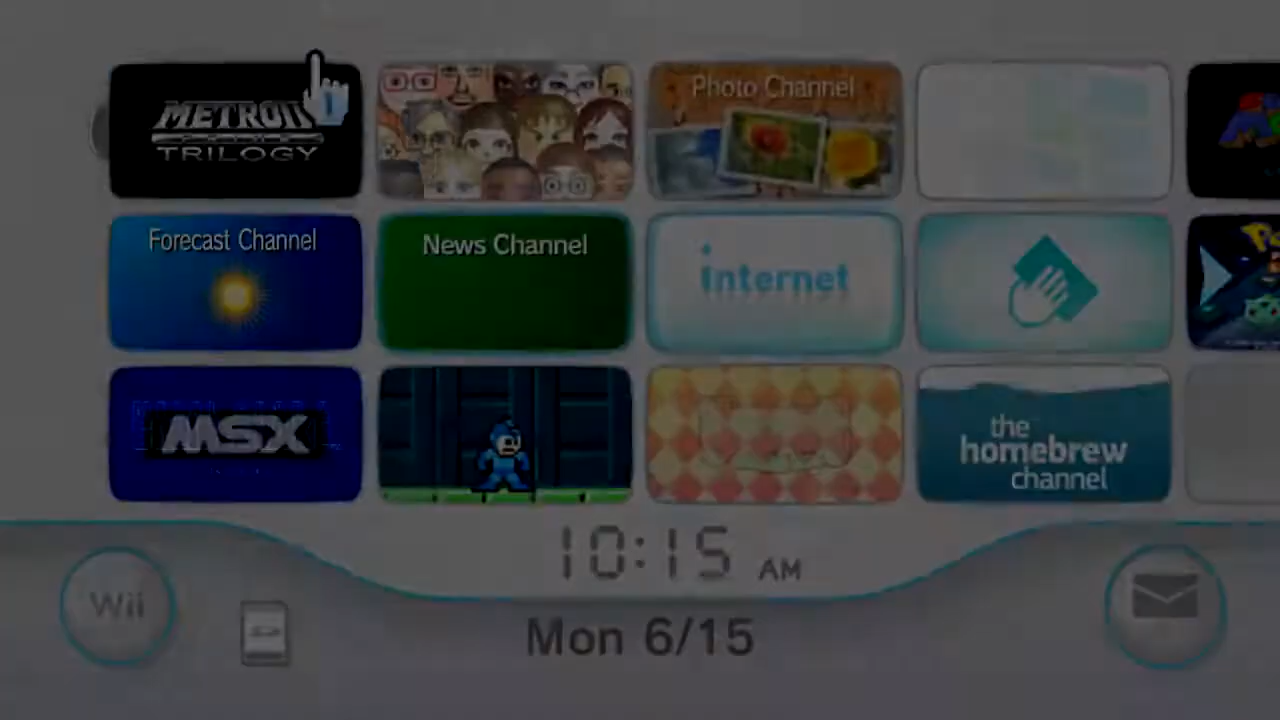 METROID
PRIME
TRILOGY
Photo Channel
Forecast Channel
News Channel
internet
MSX
the
homebrew
channel
10:15 AM
Wii
Mon 6/15